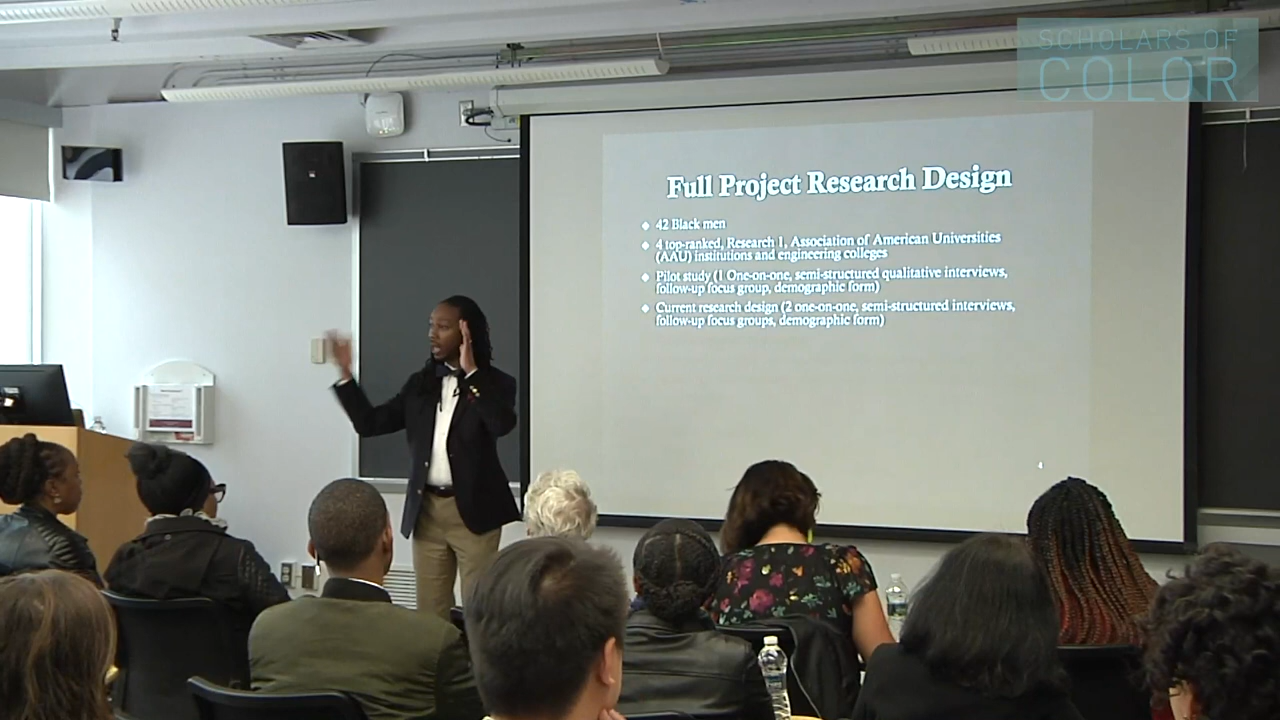 SCHOLARS OF
COLOR
Full Project Research Design
42 Black men
4 top-ranked, Research 1, Association of American Universities
(AAU) institutions and engineering colleges
Pilot study (1 One-on-one, semi-structured qualitative interviews,
follow-up focus group, demographic form)
Current research design (2 one-on-one, semi-structured interviews,
follow-up focus groups, demographic form)
4